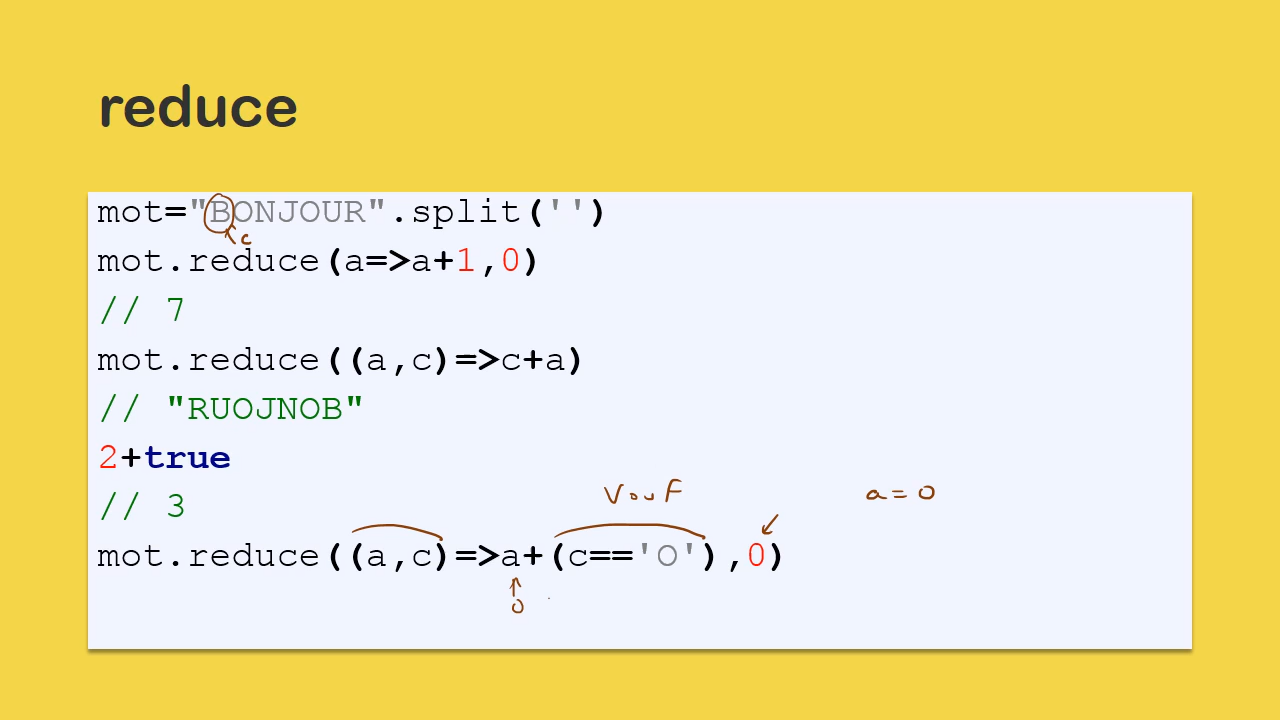 reduce
mot="BONJOUR".split('')
c
mot.reduce(a=>a+1,0)
// 7
mot.reduce((a,c)=>c+a)
// "RUOJNOB"
2+true
// 3
V ou F
a = 0
mot.reduce((a,c)=>a+(c=='O'),0)
0